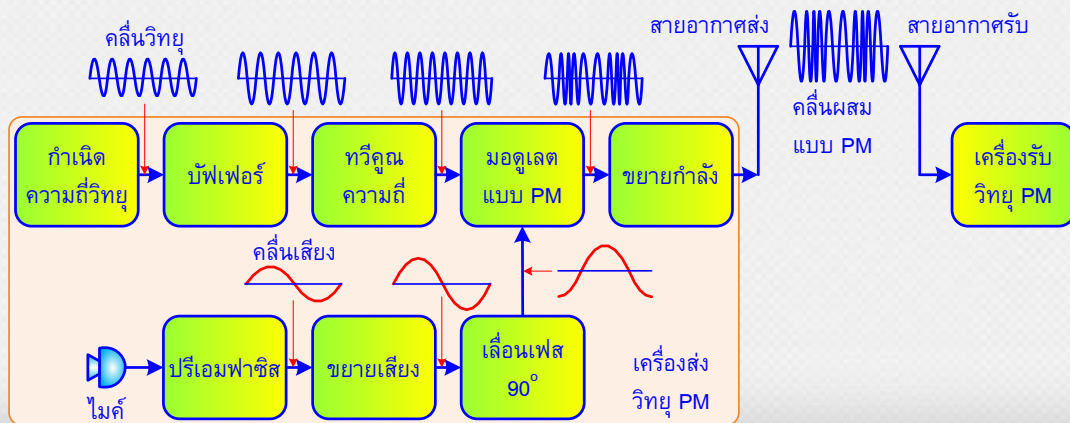 คลื่นวิทยุ
สายอากาศส่ง
สายอากาศรับ
คลื่นผสม
แบบ PM
กำเนิด
ความถี่วิทยุ
บัฟเฟอร์
ทวีคูณ
ความถี่
มอดูเลต
แบบ PM
ขยายกำลัง
เครื่องรับ
วิทยุ PM
คลื่นเสียง
ไมค์
ปรีเอมฟาซิส
ขยายเสียง
เลื่อนเฟส
90°
เครื่องส่ง
วิทยุ PM